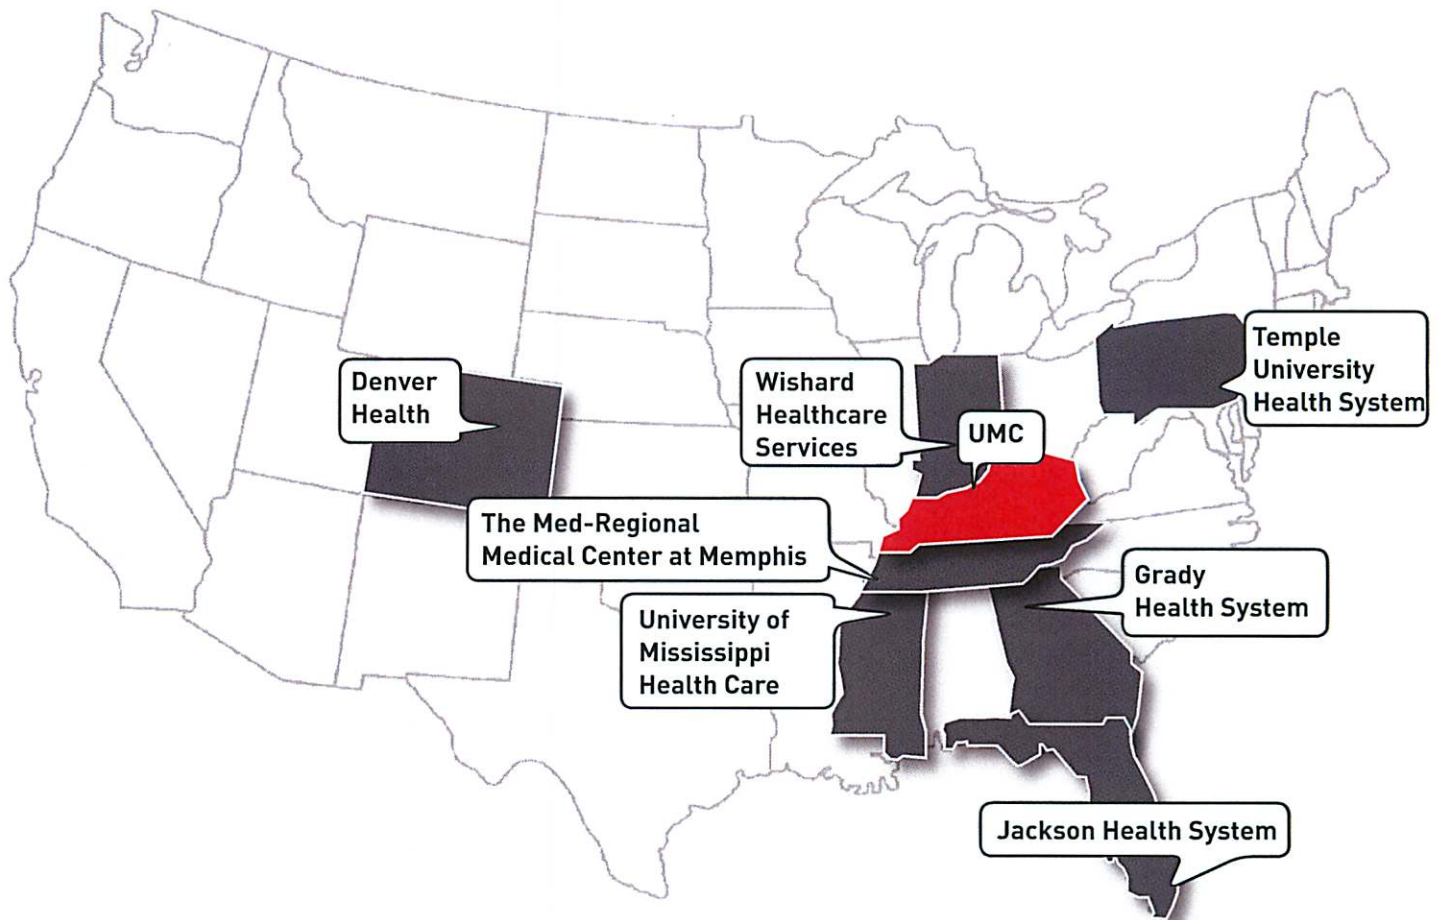 Denver
Health
Wishard
Healthcare
Services
UMC
Temple
University
Health System
The Med-Regional
Medical Center at Memphis
University of
Mississippi
Health Care
Grady
Health System
Jackson Health System